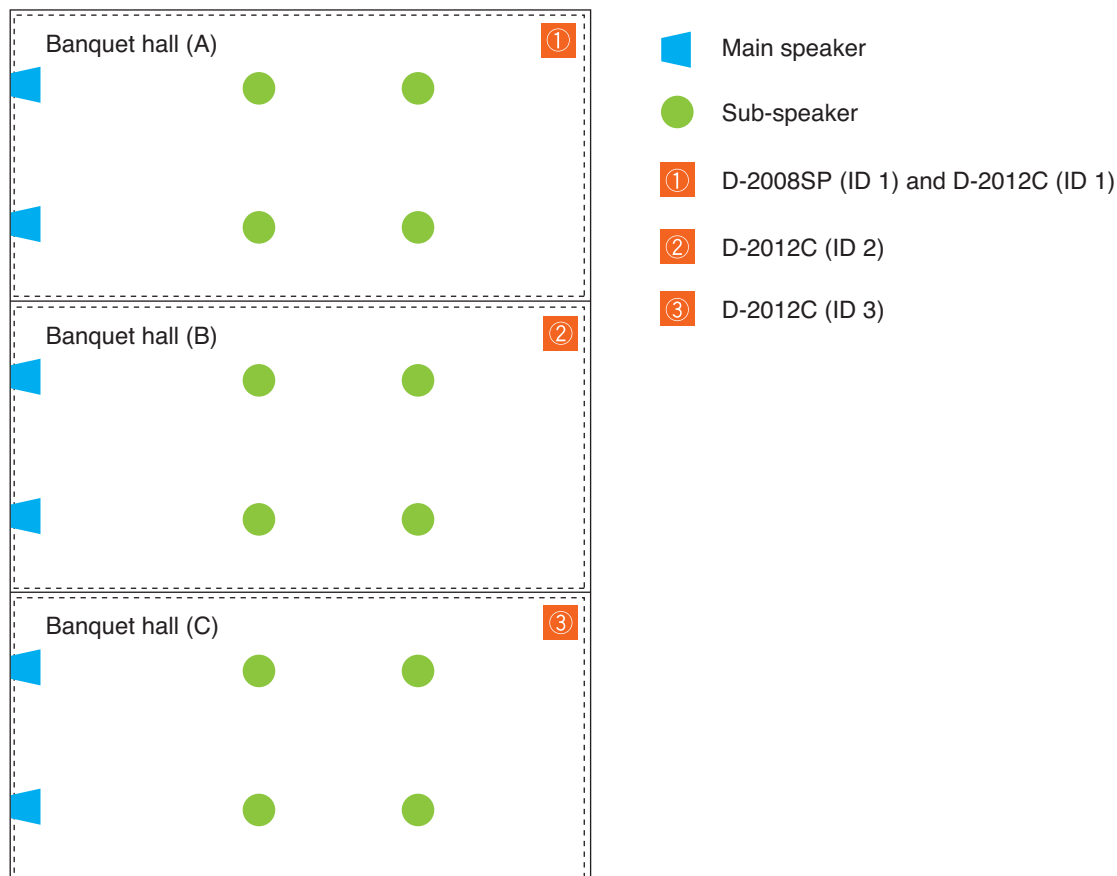 Banquet hall (A)
①
Banquet hall (B)
②
Banquet hall (C)
③
Main speaker
Sub-speaker
① D-2008SP (ID 1) and D-2012C (ID 1)
② D-2012C (ID 2)
③ D-2012C (ID 3)